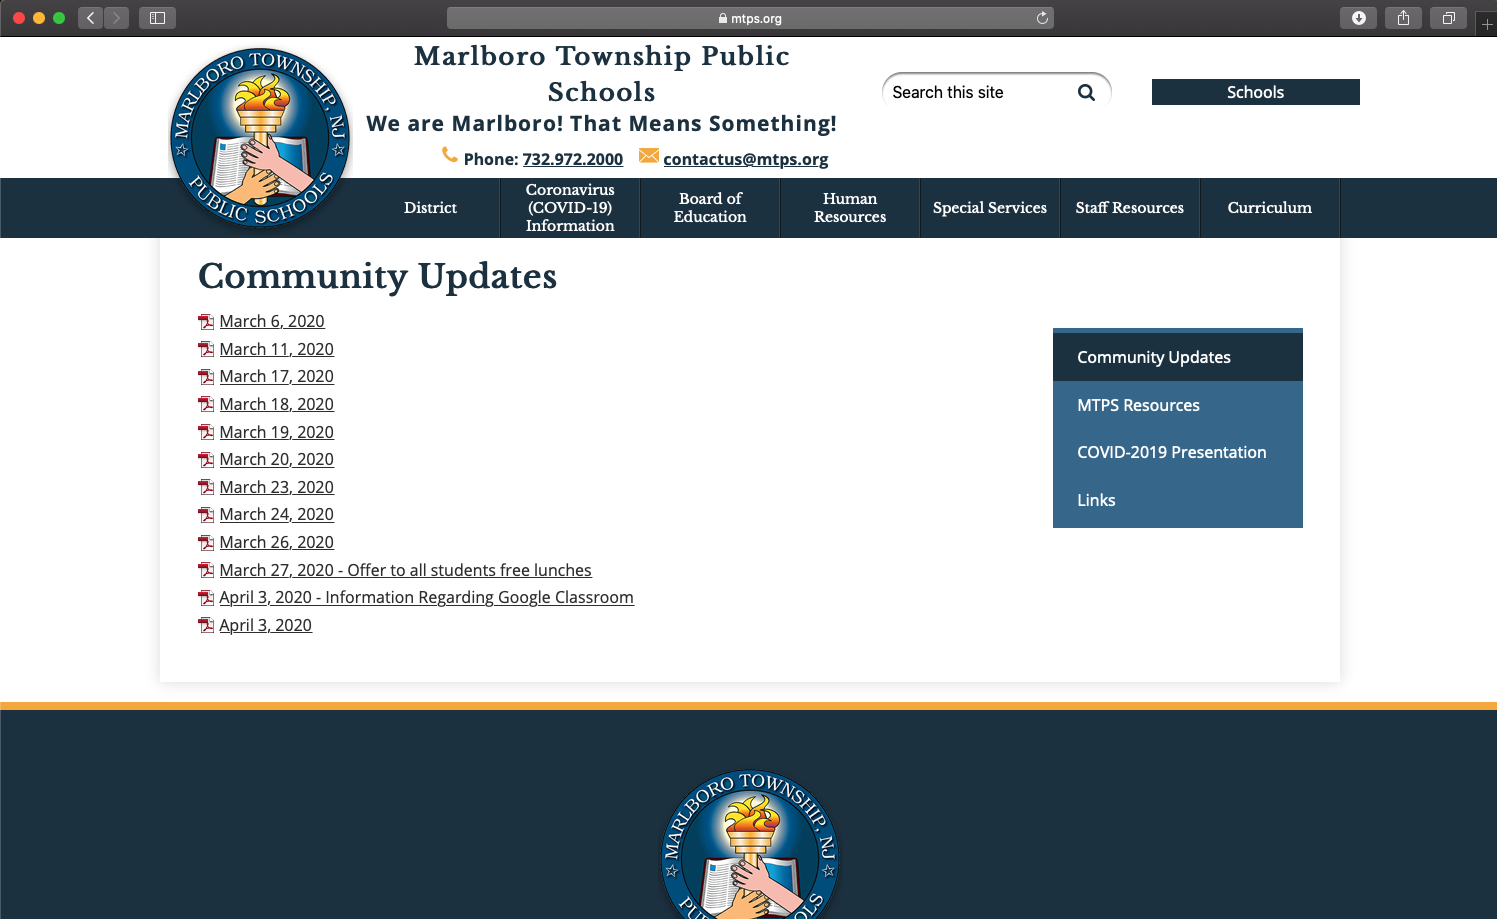 mtps.org
MARLBORO TOWNSHIP, NJ
PUBLIC SCHOOLS
Marlboro Township Public
Schools
We are Marlboro! That Means Something!
Phone: 732.972.2000 contactus@mtps.org
Search this site
Schools
District
Coronavirus
(COVID-19)
Information
Board of
Education
Human
Resources
Special Services
Staff Resources
Curriculum
Community Updates
March 6, 2020
March 11, 2020
March 17, 2020
March 18, 2020
March 19, 2020
March 20, 2020
March 23, 2020
March 24, 2020
March 26, 2020
March 27, 2020 - Offer to all students free lunches
April 3, 2020 - Information Regarding Google Classroom
April 3, 2020
Community Updates
MTPS Resources
COVID-2019 Presentation
Links
MARLBORO TOWNSHIP, NJ